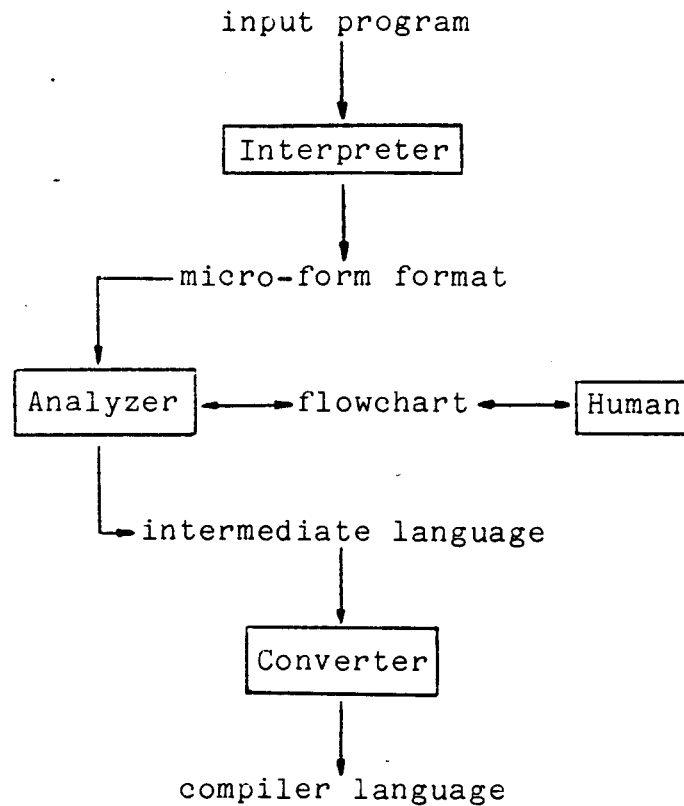 input program
Interpreter
micro-form format
Analyzer
flowchart
Human
intermediate language
Converter
compiler language